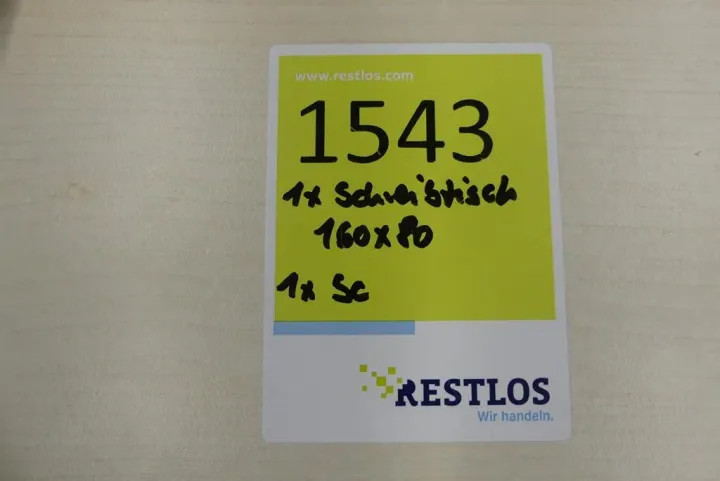 www.restlos.com
1543
1x Schreibtisch
160x80
1x SC
RESTLOS
Wir handeln.